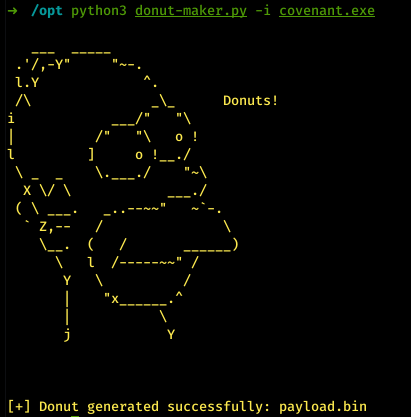 → /opt python3 donut-maker.py -i covenant.exe
   ___  _____
 .'/,-Y"     "~-.
 l.Y             ^.
 /\               _\_      Donuts!
i            ___/"   "\
|          /"   "\   o !
l         ]     o !__./
 \ _  _    \.___./    "~\
  X \/ \            ___./
 ( \ ___.   _..--~~"   ~`-.
  ` Z,--   /               \
    \__.  (   /       ______)
      \   l  /-----~~" /
       Y   \          /
       |    "x______.^
       |           \
       j            Y
[+] Donut generated successfully: payload.bin